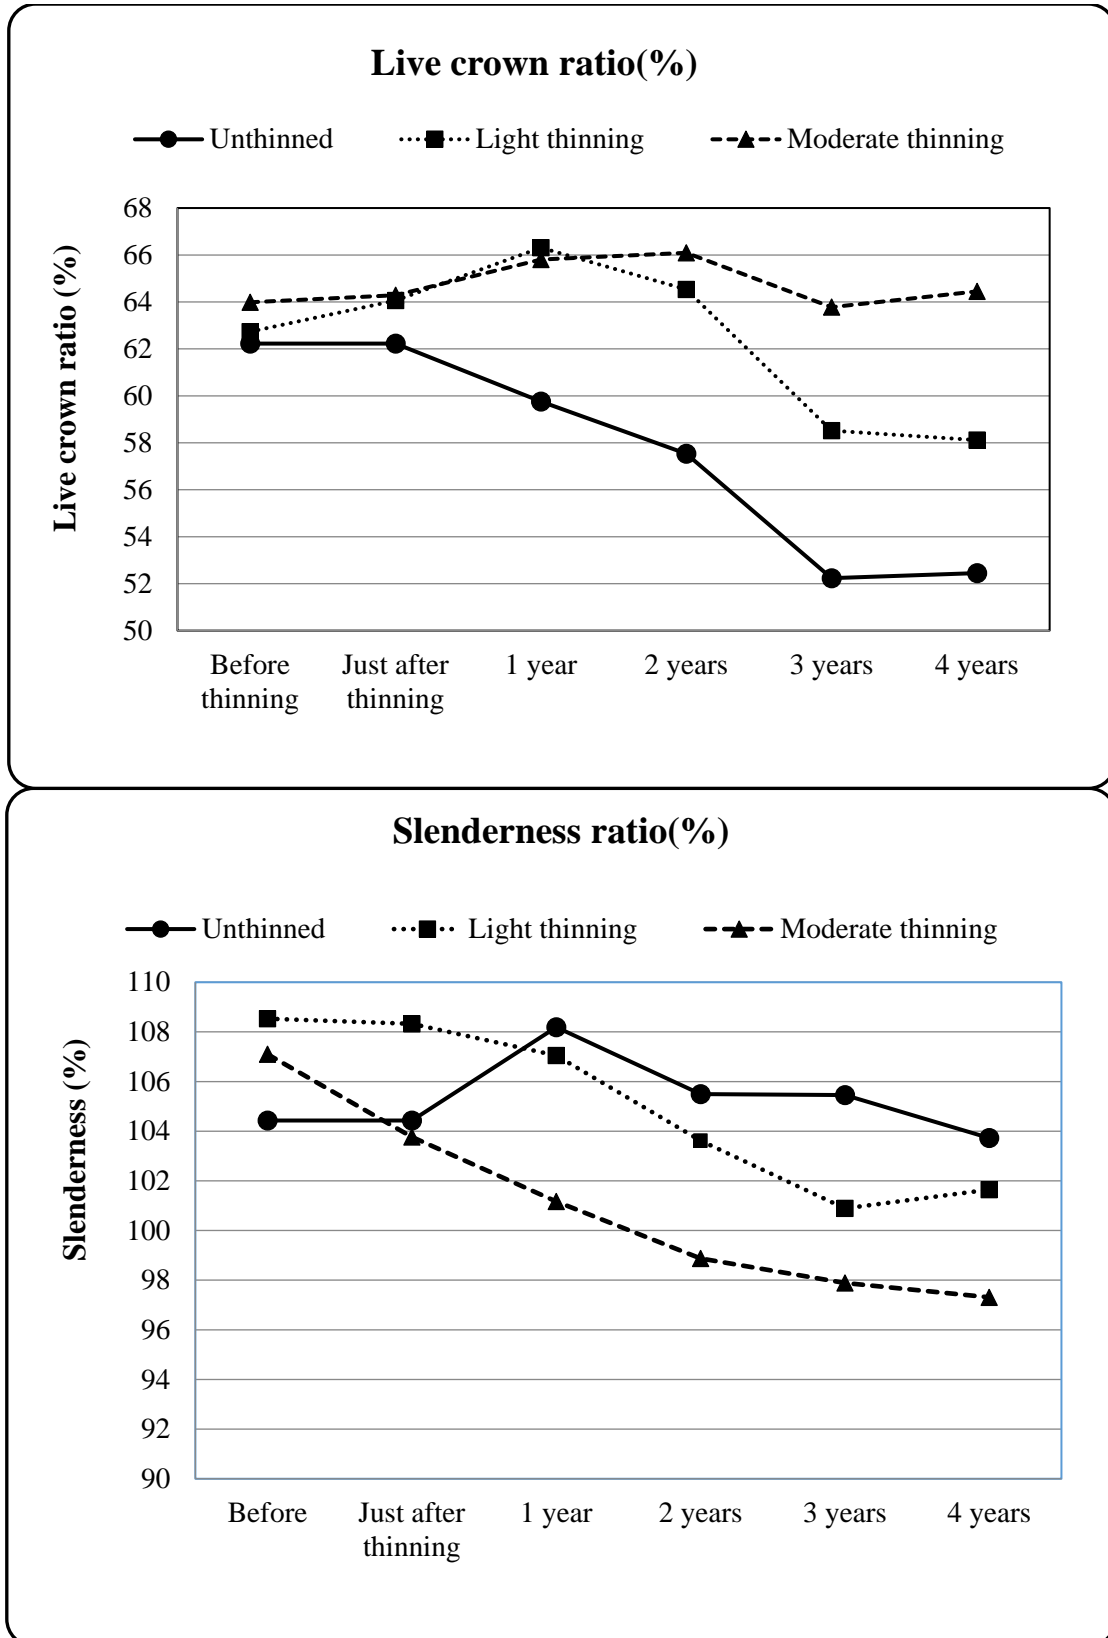 Live crown ratio(%)
Unthinned Light thinning Moderate thinning
Live crown ratio (%)
68
66
64
62
60
58
56
54
52
50
Before thinning Just after thinning 1 year 2 years 3 years 4 years
Slenderness ratio(%)
Unthinned Light thinning Moderate thinning
Slenderness (%)
110
108
106
104
102
100
98
96
94
92
90
Before Just after thinning 1 year 2 years 3 years 4 years